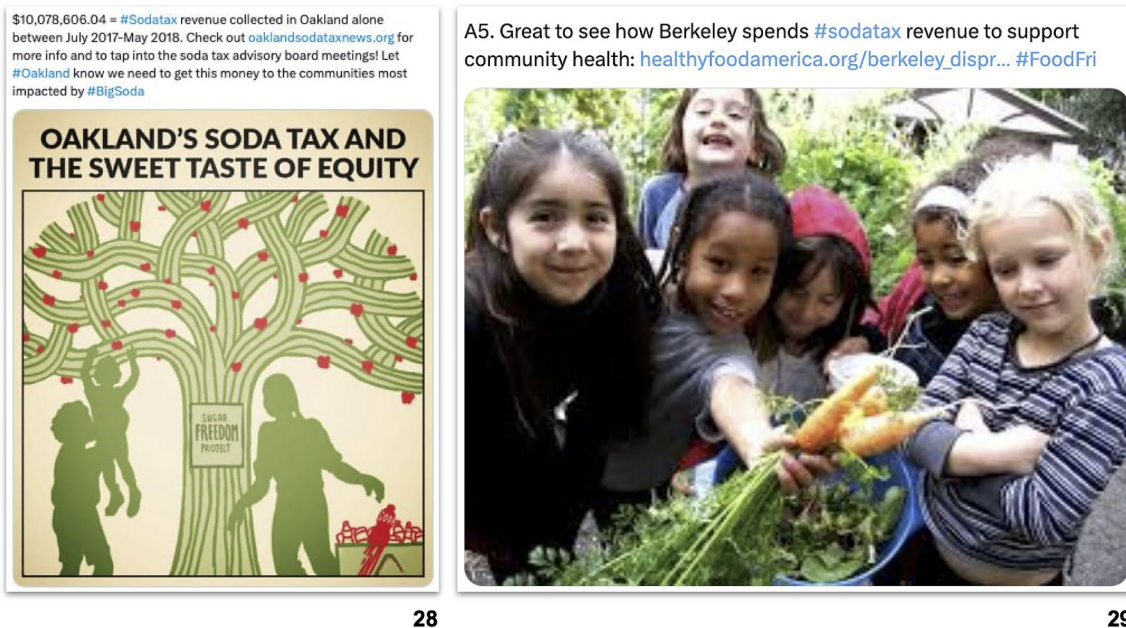 $10,078,606.04 = #Sodatax revenue collected in Oakland alone
between July 2017-May 2018. Check out oaklandsodataxnews.org for
more info and to tap into the soda tax advisory board meetings! Let
#Oakland know we need to get this money to the communities most
impacted by #BigSoda
OAKLAND'S SODA TAX AND
THE SWEET TASTE OF EQUITY
SUGAR
FREEDOM
PROJECT
SODA
28
A5. Great to see how Berkeley spends #sodatax revenue to support
community health: healthyfoodamerica.org/berkeley_dispr... #FoodFri
29